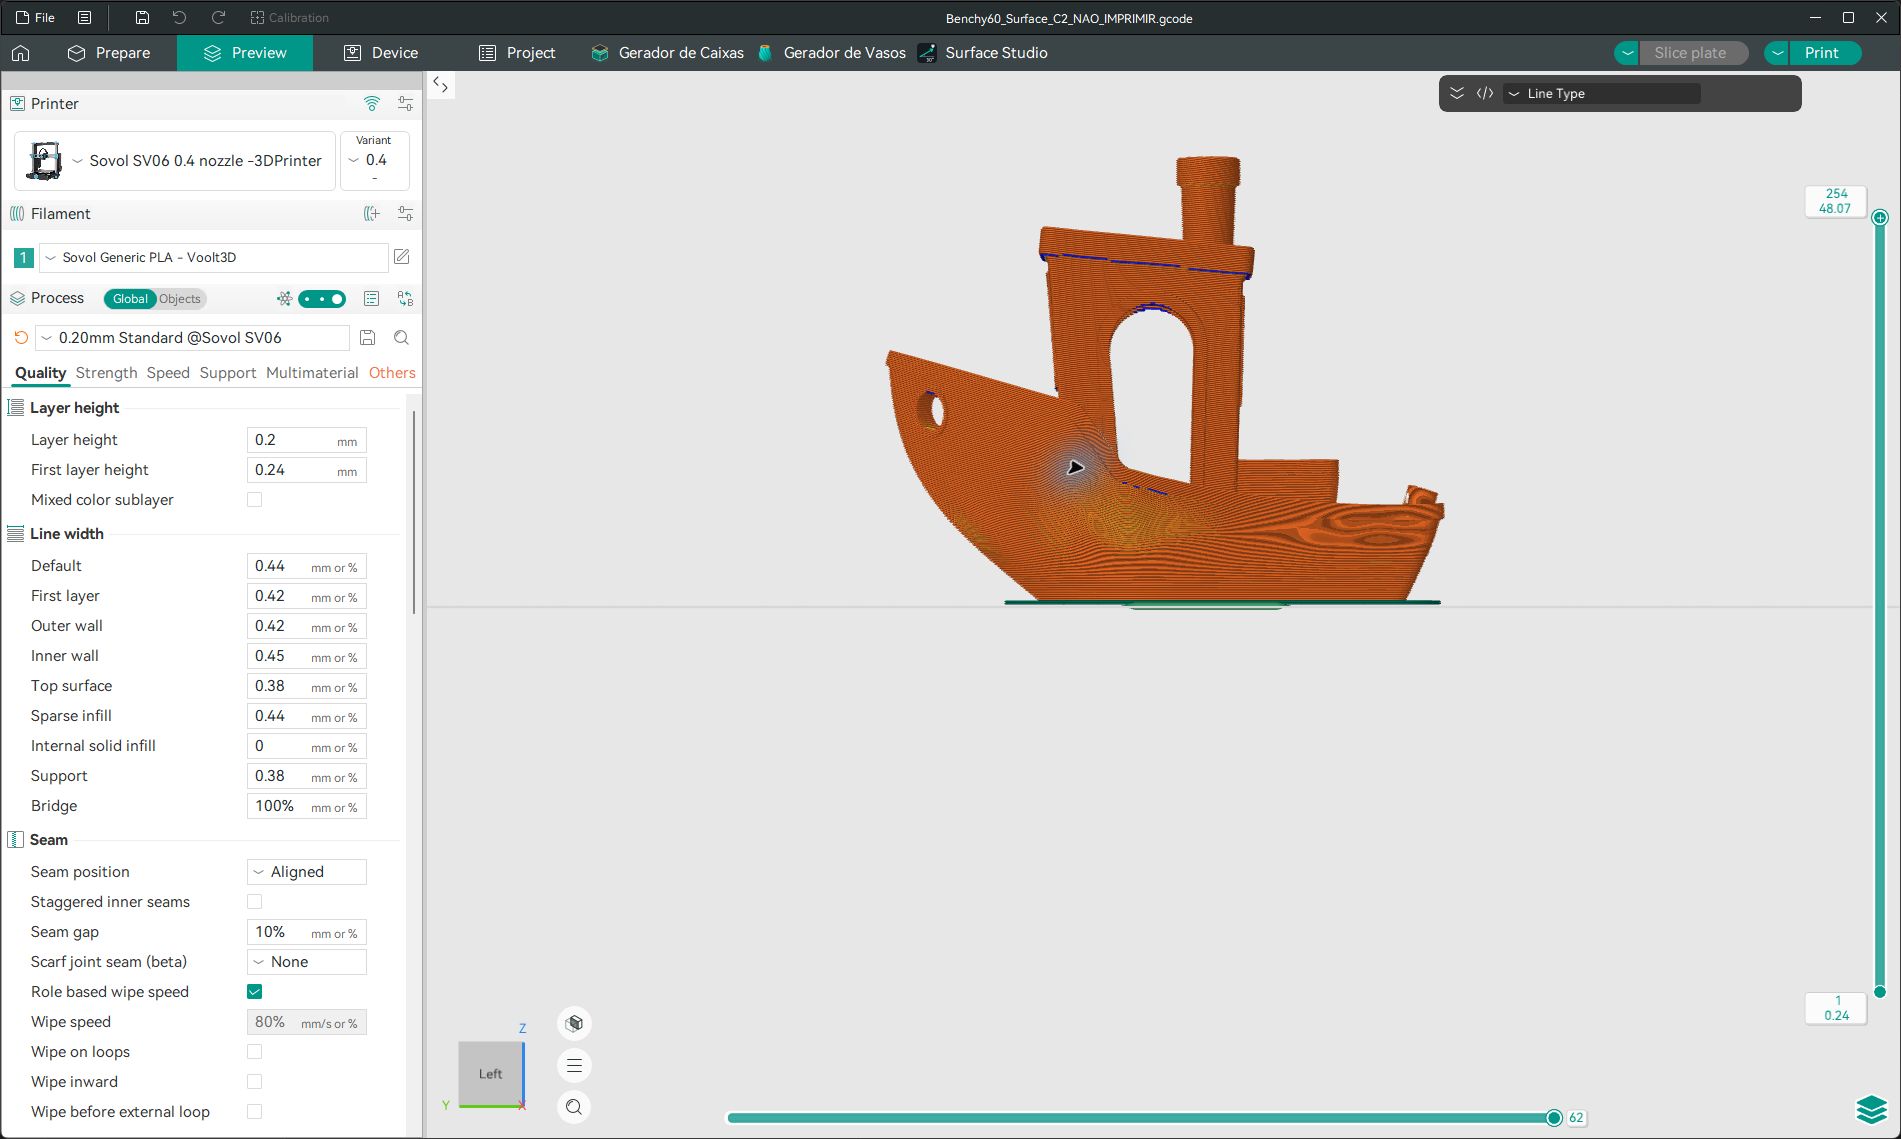 File
Calibration
Benchy60_Surface_C2_NAO_IMPRIMIR.gcode
Prepare
Preview
Device
Project
Gerador de Caixas
Gerador de Vasos
Surface Studio
Slice plate
Print
Printer
Sovol SV06 0.4 nozzle -3DPrinter
Variant
0.4
-
Filament
1
Sovol Generic PLA - Voolt3D
Process
Global
Objects
0.20mm Standard @Sovol SV06
Quality
Strength
Speed
Support
Multimaterial
Others
Layer height
Layer height 0.2 mm
First layer height 0.24 mm
Mixed color sublayer
Line width
Default 0.44 mm or %
First layer 0.42 mm or %
Outer wall 0.42 mm or %
Inner wall 0.45 mm or %
Top surface 0.38 mm or %
Sparse infill 0.44 mm or %
Internal solid infill 0 mm or %
Support 0.38 mm or %
Bridge 100% mm or %
Seam
Seam position Aligned
Staggered inner seams
Seam gap 10% mm or %
Scarf joint seam (beta) None
Role based wipe speed
Wipe speed 80% mm/s or %
Wipe on loops
Wipe inward
Wipe before external loop
Line Type
254
48.07
1
0.24
Z
Left
Y
X
62